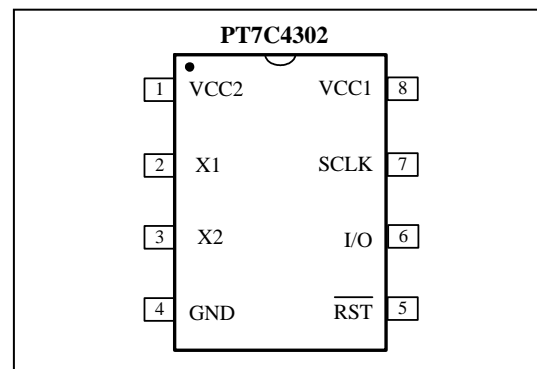 PT7C4302
1 VCC2 VCC1 8
2 X1 SCLK 7
3 X2 I/O 6
4 GND RST 5